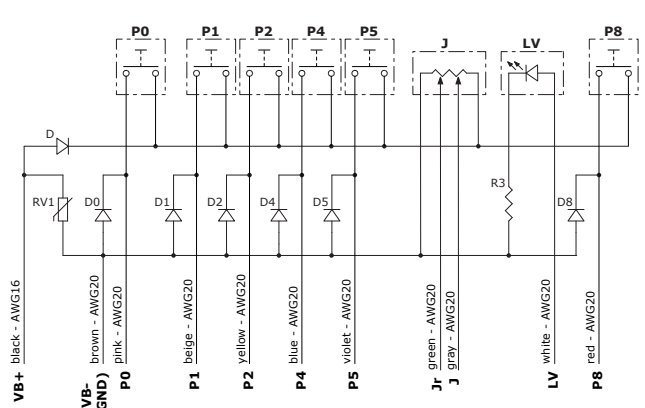 P0
P1
P2
P4
P5
J
LV
P8
D
RV1
D0
D1
D2
D4
D5
R3
D8
black - AWG16
brown - AWG20
pink - AWG20
beige - AWG20
yellow - AWG20
blue - AWG20
violet - AWG20
green - AWG20
gray - AWG20
white - AWG20
red - AWG20
VB+
VB-
GND)
P0
P1
P2
P4
P5
Jr
J
LV
P8